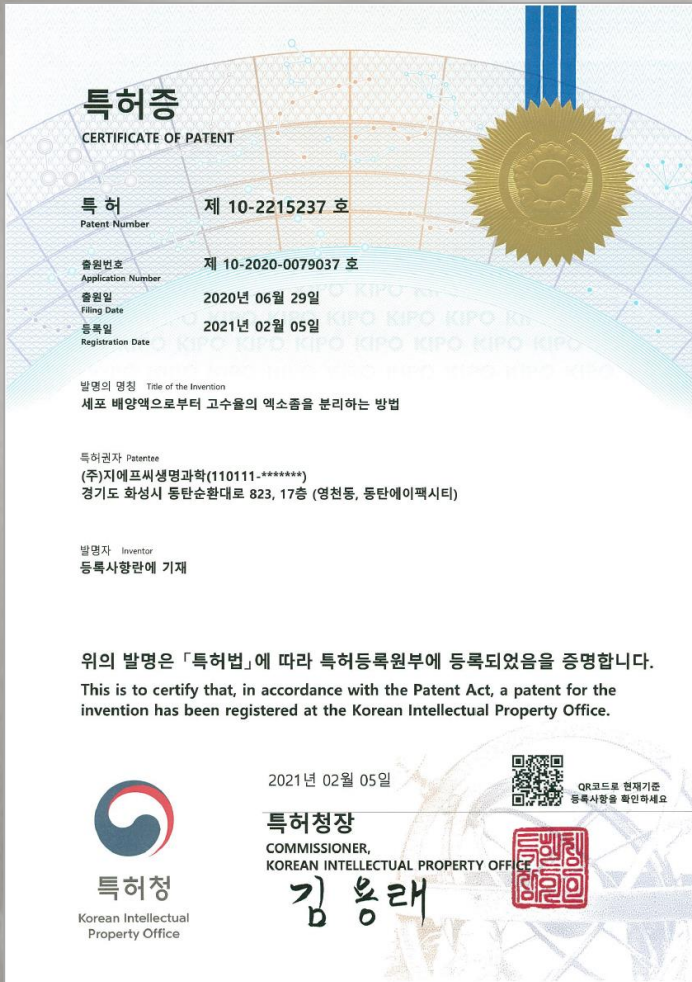 특허증
CERTIFICATE OF PATENT
특 허 제 10-2215237 호
Patent Number
출원번호 제 10-2020-0079037 호
Application Number
출원일 2020년 06월 29일
Filing Date
등록일 2021년 02월 05일
Registration Date
KIPO KIPO KIPO KIPO KIPO KIPO KIPO
발명의 명칭 Title of the Invention
세포 배양액으로부터 고수율의 엑소좀을 분리하는 방법
특허권자 Patentee
(주)지에프씨생명과학(110111-*******)
경기도 화성시 동탄순환대로 823, 17층 (영천동, 동탄에이팩시티)
발명자 Inventor
등록사항란에 기재
위의 발명은 「특허법」에 따라 특허등록원부에 등록되었음을 증명합니다.
This is to certify that, in accordance with the Patent Act, a patent for the
invention has been registered at the Korean Intellectual Property Office.
2021년 02월 05일
QR코드로 현재기준
등록사항을 확인하세요
특허청장
COMMISSIONER,
KOREAN INTELLECTUAL PROPERTY OFFICE
김용래
특허청
Korean Intellectual
Property Office